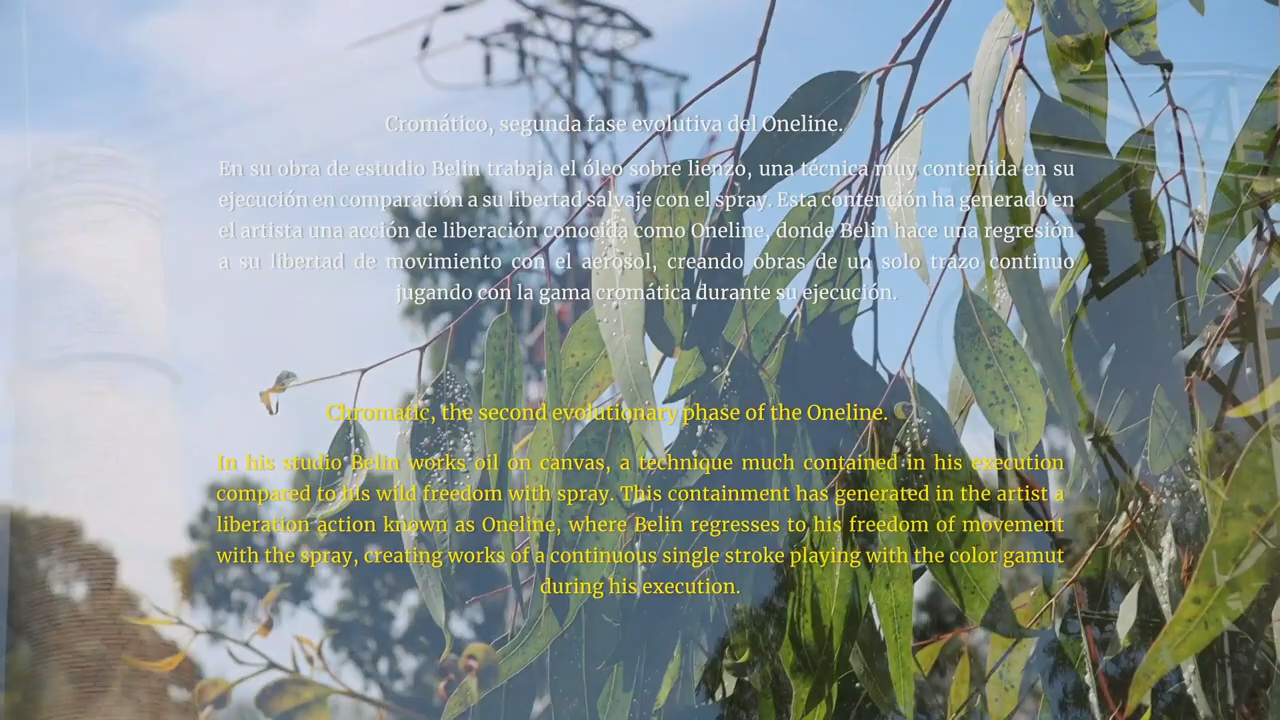 Cromático, segunda fase evolutiva del Oneline.
En su obra de estudio Belin trabaja el óleo sobre lienzo, una técnica muy contenida en su
ejecución en comparación a su libertad salvaje con el spray. Esta contención ha generado en
el artista una acción de liberación conocida como Oneline, donde Belin hace una regresión
a su libertad de movimiento con el aerosol, creando obras de un solo trazo continuo
jugando con la gama cromática durante su ejecución.
Chromatic, the second evolutionary phase of the Oneline.
In his studio Belin works oil on canvas, a technique much contained in his execution
compared to his wild freedom with spray. This containment has generated in the artist a
liberation action known as Oneline, where Belin regresses to his freedom of movement
with the spray, creating works of a continuous single stroke playing with the color gamut
during his execution.